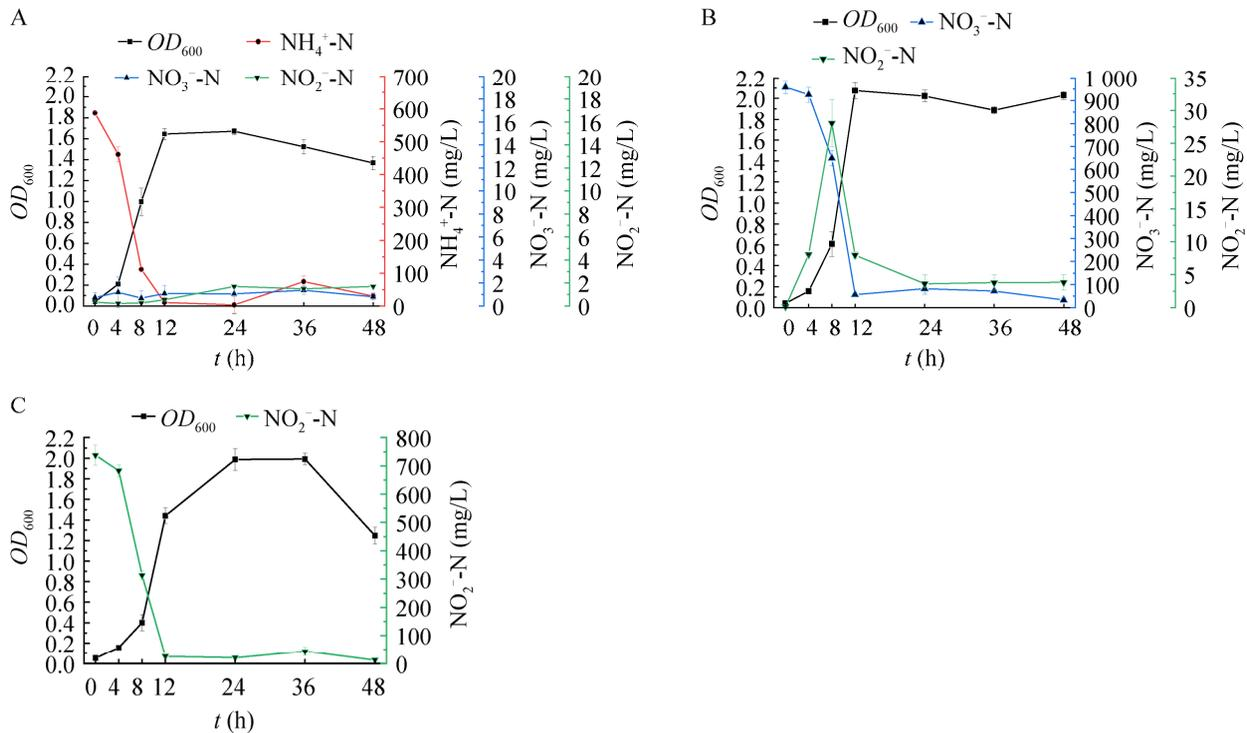 A
OD600 NH4+-N
NO3−-N NO2−-N
2.2 2.0 1.8 1.6 1.4 1.2 1.0 0.8 0.6 0.4 0.2 0.0
OD600
700 600 500 400 300 200 100 0
NH4+-N (mg/L)
20 18 16 14 12 10 8 6 4 2 0
NO3−-N (mg/L)
20 18 16 14 12 10 8 6 4 2 0
NO2−-N (mg/L)
0 4 8 12 24 36 48
t (h)
B
OD600 NO3−-N
NO2−-N
2.2 2.0 1.8 1.6 1.4 1.2 1.0 0.8 0.6 0.4 0.2 0.0
OD600
1 000 900 800 700 600 500 400 300 200 100 0
NO3−-N (mg/L)
35 30 25 20 15 10 5 0
NO2−-N (mg/L)
0 4 8 12 24 36 48
t (h)
C
OD600 NO2−-N
2.2 2.0 1.8 1.6 1.4 1.2 1.0 0.8 0.6 0.4 0.2 0.0
OD600
800 700 600 500 400 300 200 100 0
NO2−-N (mg/L)
0 4 8 12 24 36 48
t (h)